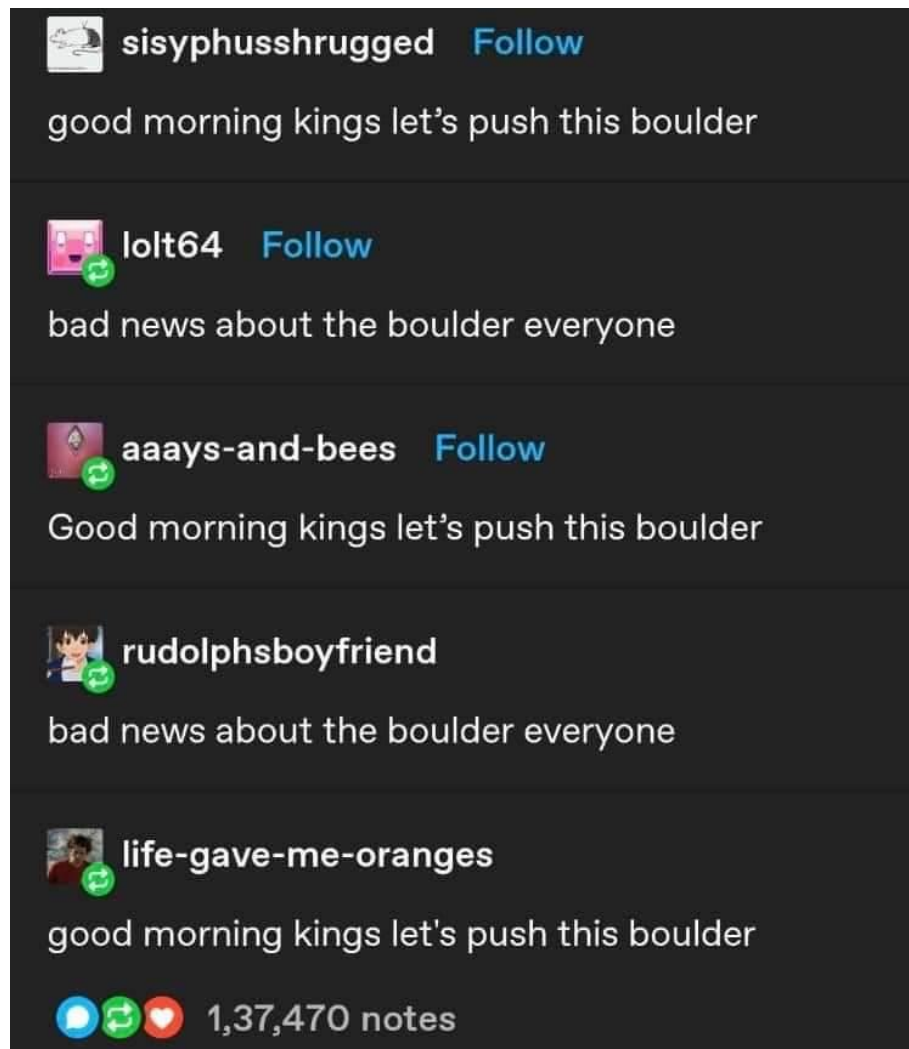 sisyphusshrugged Follow
good morning kings let’s push this boulder
lolt64 Follow
bad news about the boulder everyone
aaays-and-bees Follow
Good morning kings let’s push this boulder
rudolphsboyfriend
bad news about the boulder everyone
life-gave-me-oranges
good morning kings let's push this boulder
1,37,470 notes